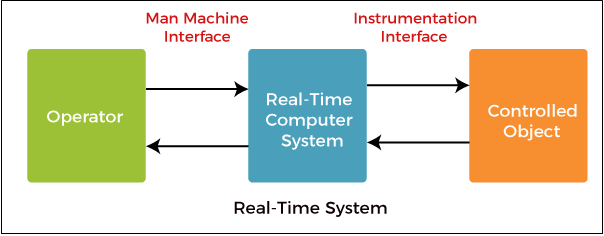 Man Machine
Interface
Instrumentation
Interface
Operator
Real-Time
Computer
System
Controlled
Object
Real-Time System